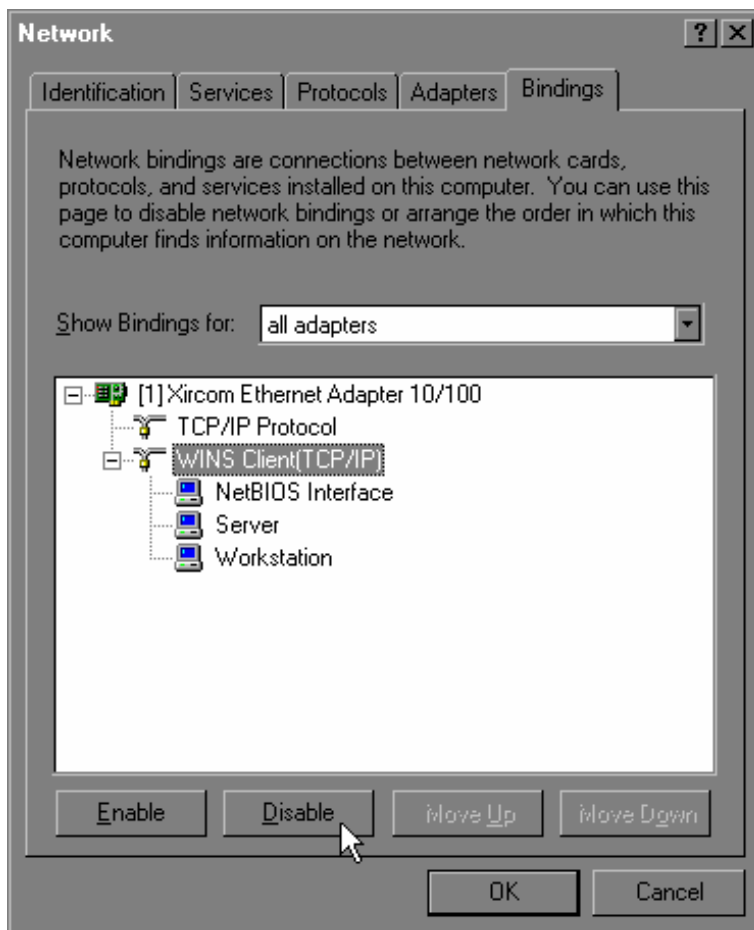 Network
Identification Services Protocols Adapters Bindings
Network bindings are connections between network cards,
protocols, and services installed on this computer. You can use this
page to disable network bindings or arrange the order in which this
computer finds information on the network.
Show Bindings for: all adapters
[1] Xircom Ethernet Adapter 10/100
TCP/IP Protocol
WINS Client(TCP/IP)
NetBIOS Interface
Server
Workstation
Enable Disable Move Up Move Down
OK Cancel